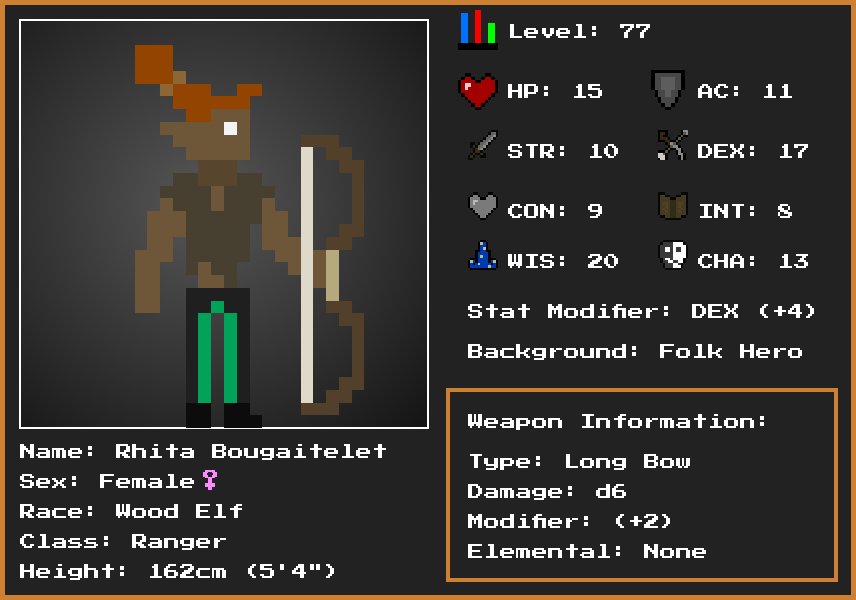 Level: 77
HP: 15
AC: 11
STR: 10
DEX: 17
CON: 9
INT: 8
WIS: 20
CHA: 13
Stat Modifier: DEX (+4)
Background: Folk Hero
Weapon Information:
Type: Long Bow
Damage: d6
Modifier: (+2)
Elemental: None
Name: Rhita Bougaitelet
Sex: Female♀
Race: Wood Elf
Class: Ranger
Height: 162cm (5'4")